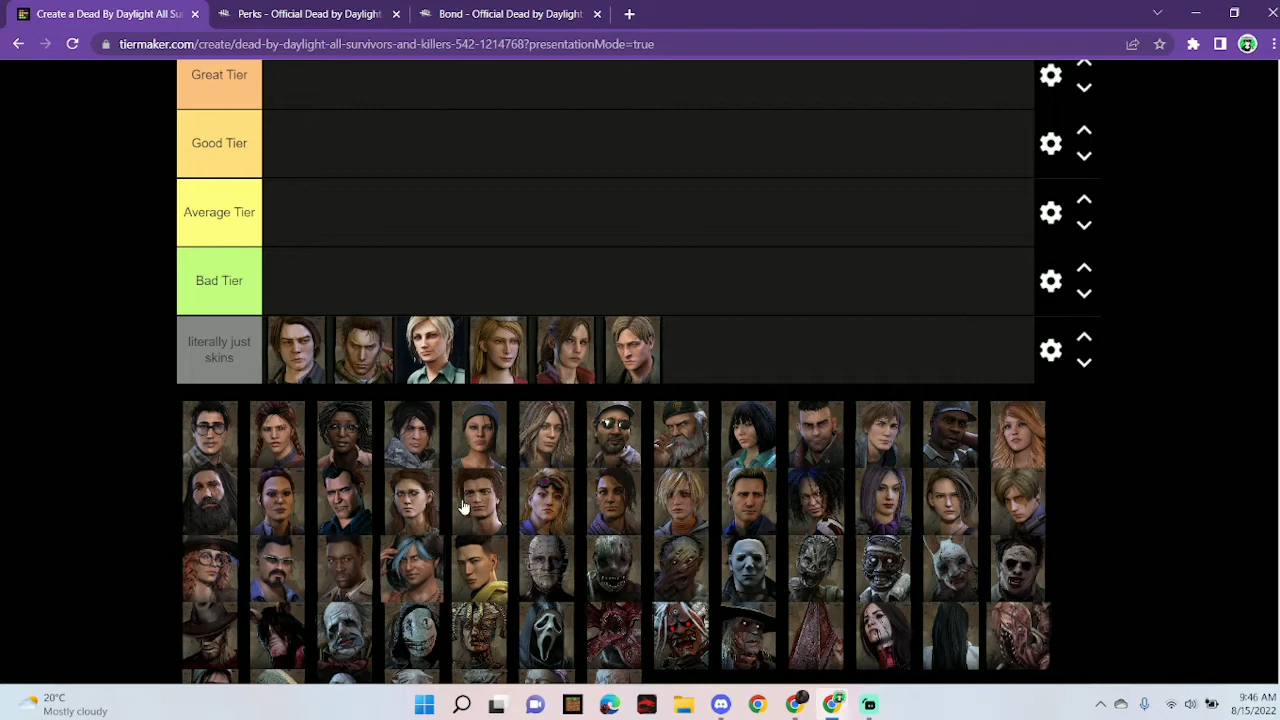 Create a Dead By Daylight All Su
Perk - Official Dead By Daylight
Bond - Official Dead By Daylight
tiermaker.com/create/dead-by-daylight-all-survivors-and-killers-542-1214768?presentationMode=true
Great Tier
Good Tier
Average Tier
Bad Tier
literally just
skins
20°C
Mostly cloudy
9:46 AM
8/15/2022